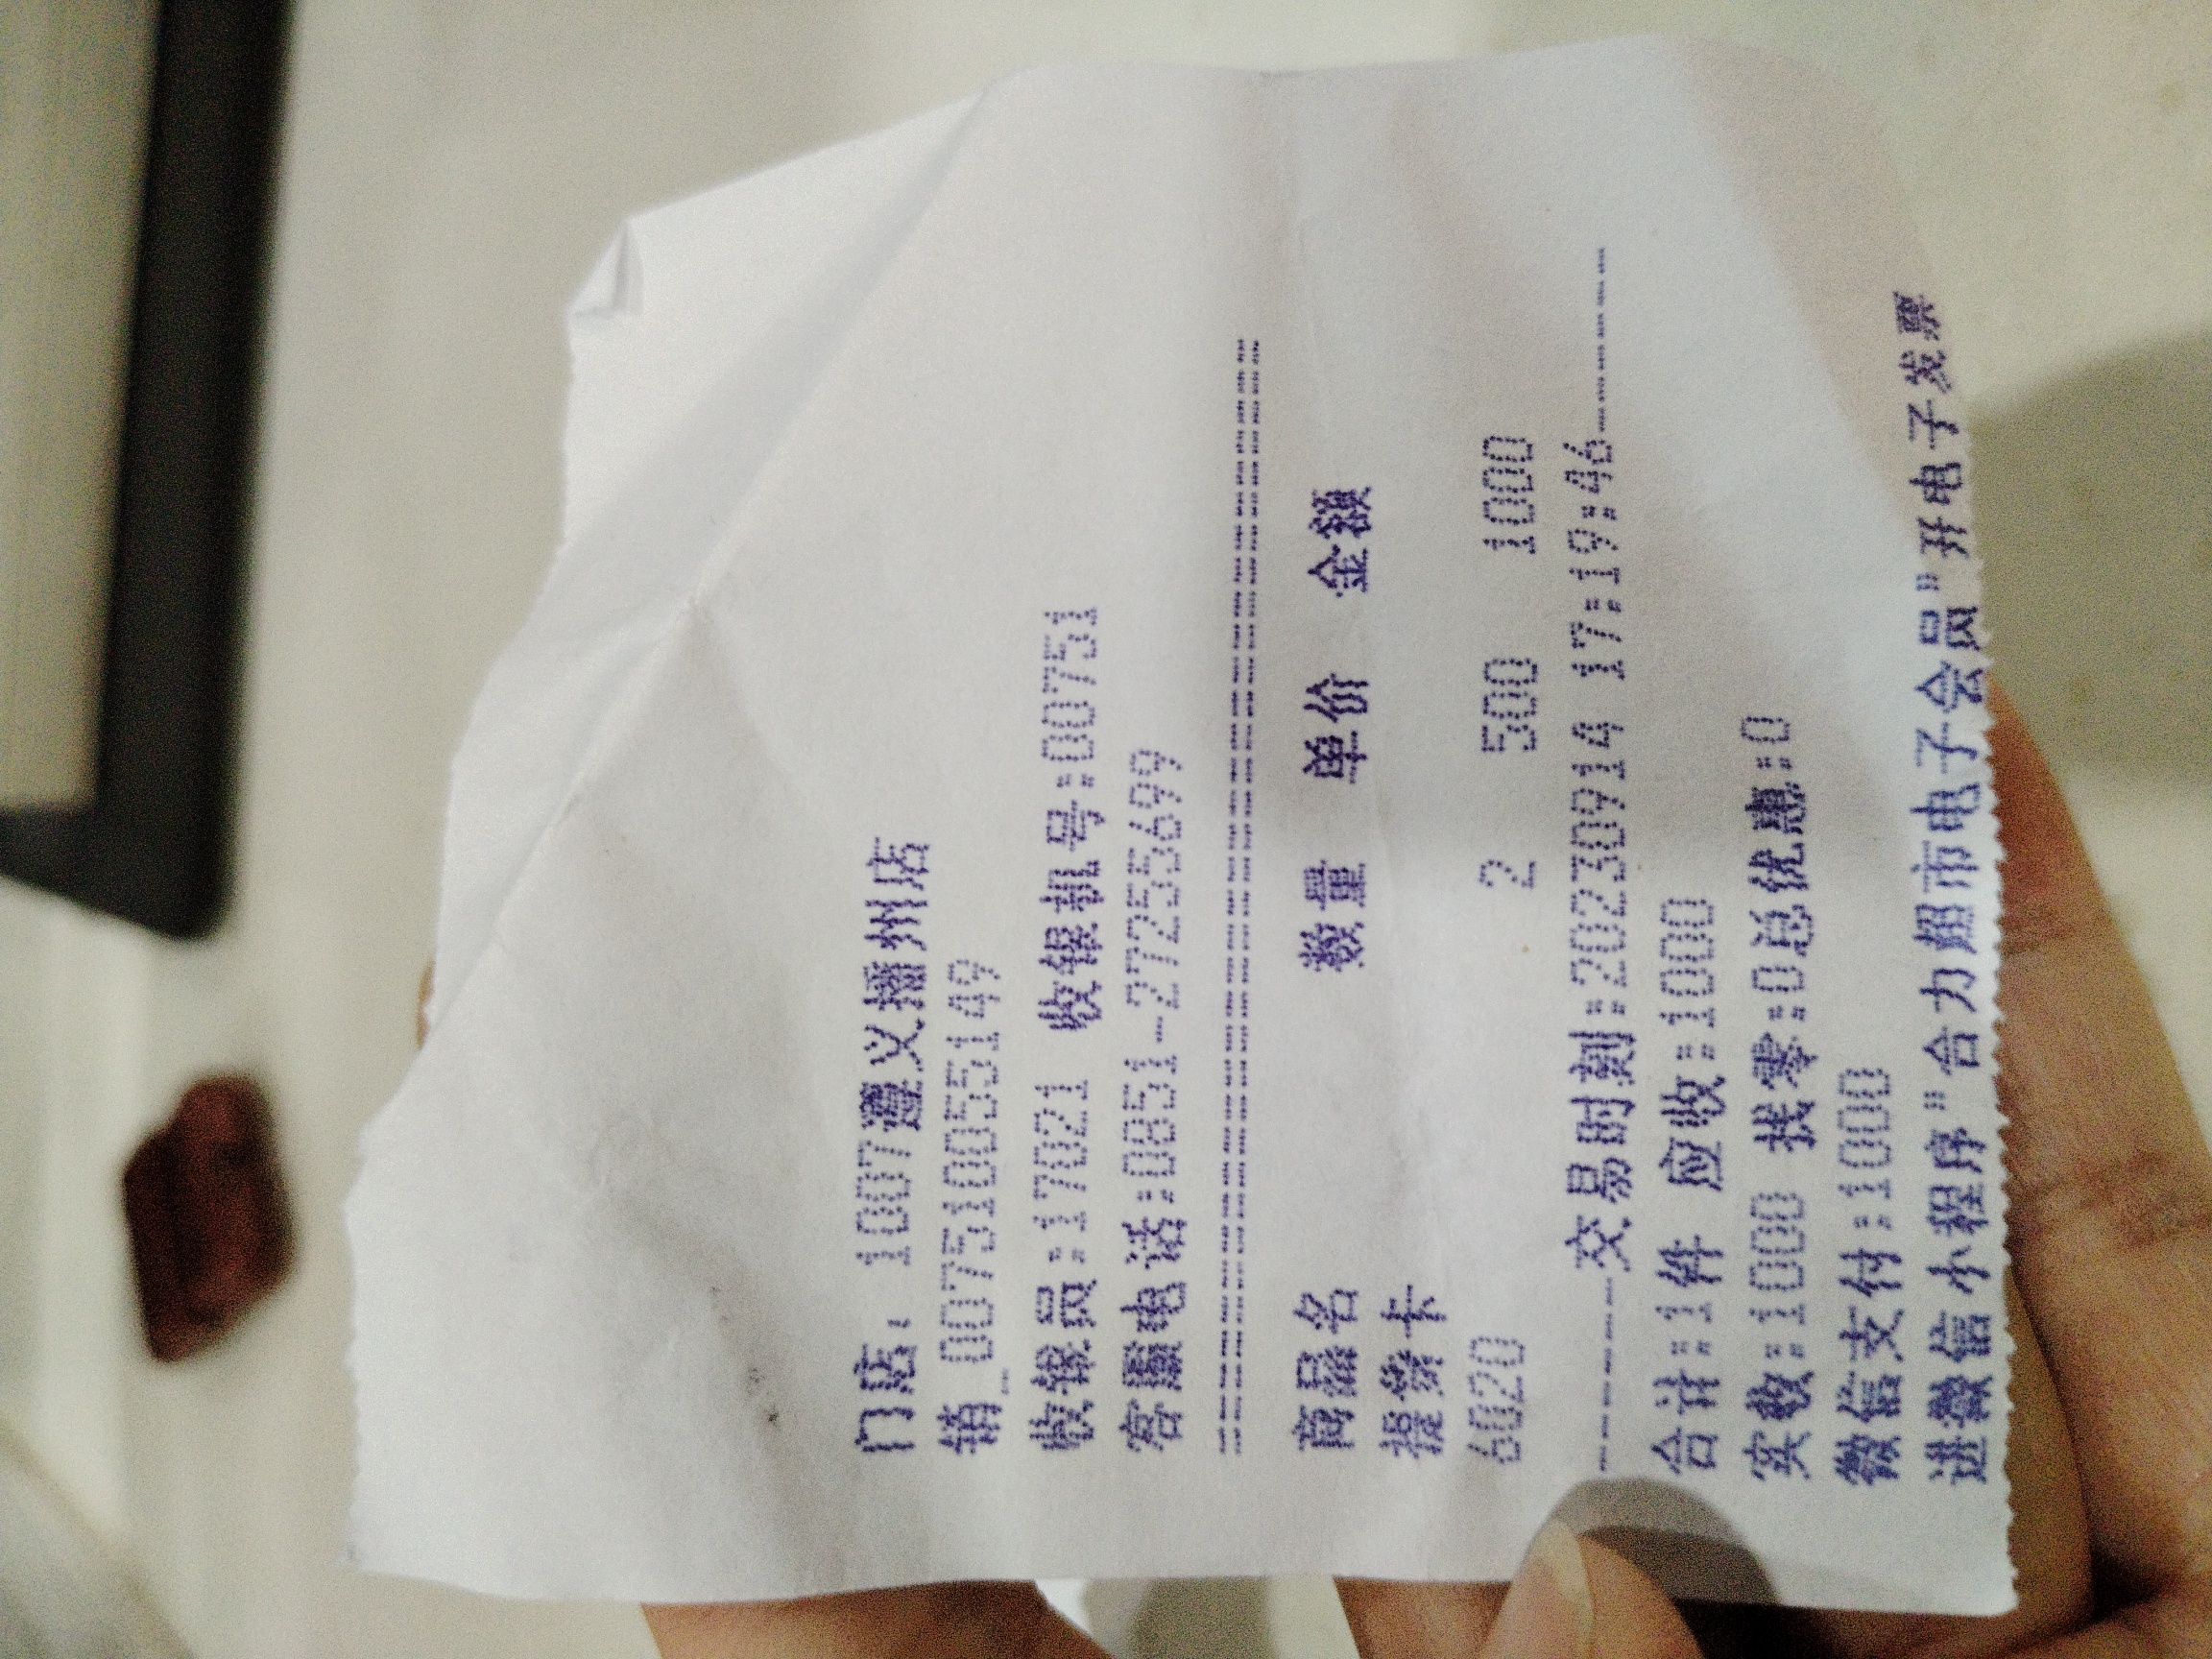 门店: 1007遵义播州店
销_007510055149
收银员:17021 收银机号:00751
客服电话:0851-27253699
商品名 数量 单价 金额
提货卡
6020 2 500 1000
--------交易时刻:20230914 17:19:46--------
合计:1件 应收:1000
实收:1000 找零:0总优惠:0
微信支付:1000
进微信小程序"合力超市电子会员"开电子发票